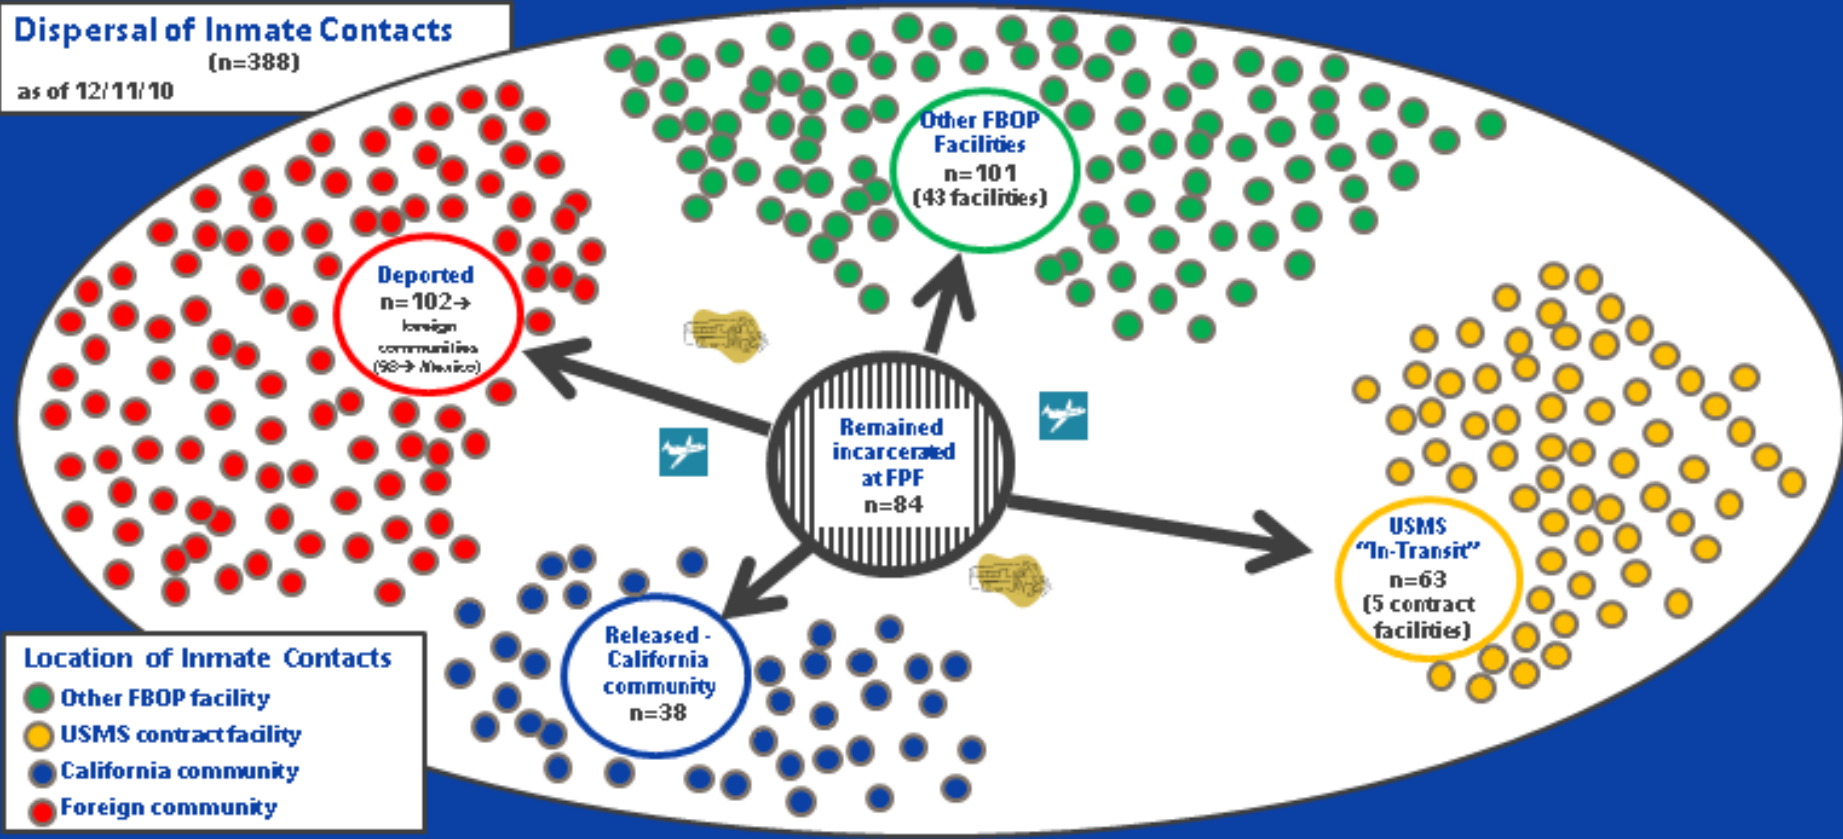 Dispersal of Inmate Contacts
(n=388)
as of 12/11/10
Other FBOP
Facilities
n=101
(43 facilities)
Deported
n=102→
foreign
communities
(98→ Mexico)
Remained
incarcerated
at FPF
n=84
USMS
“In-Transit”
n=63
(5 contract
facilities)
Released -
California
community
n=38
Location of Inmate Contacts
Other FBOP facility
USMS contract facility
California community
Foreign community